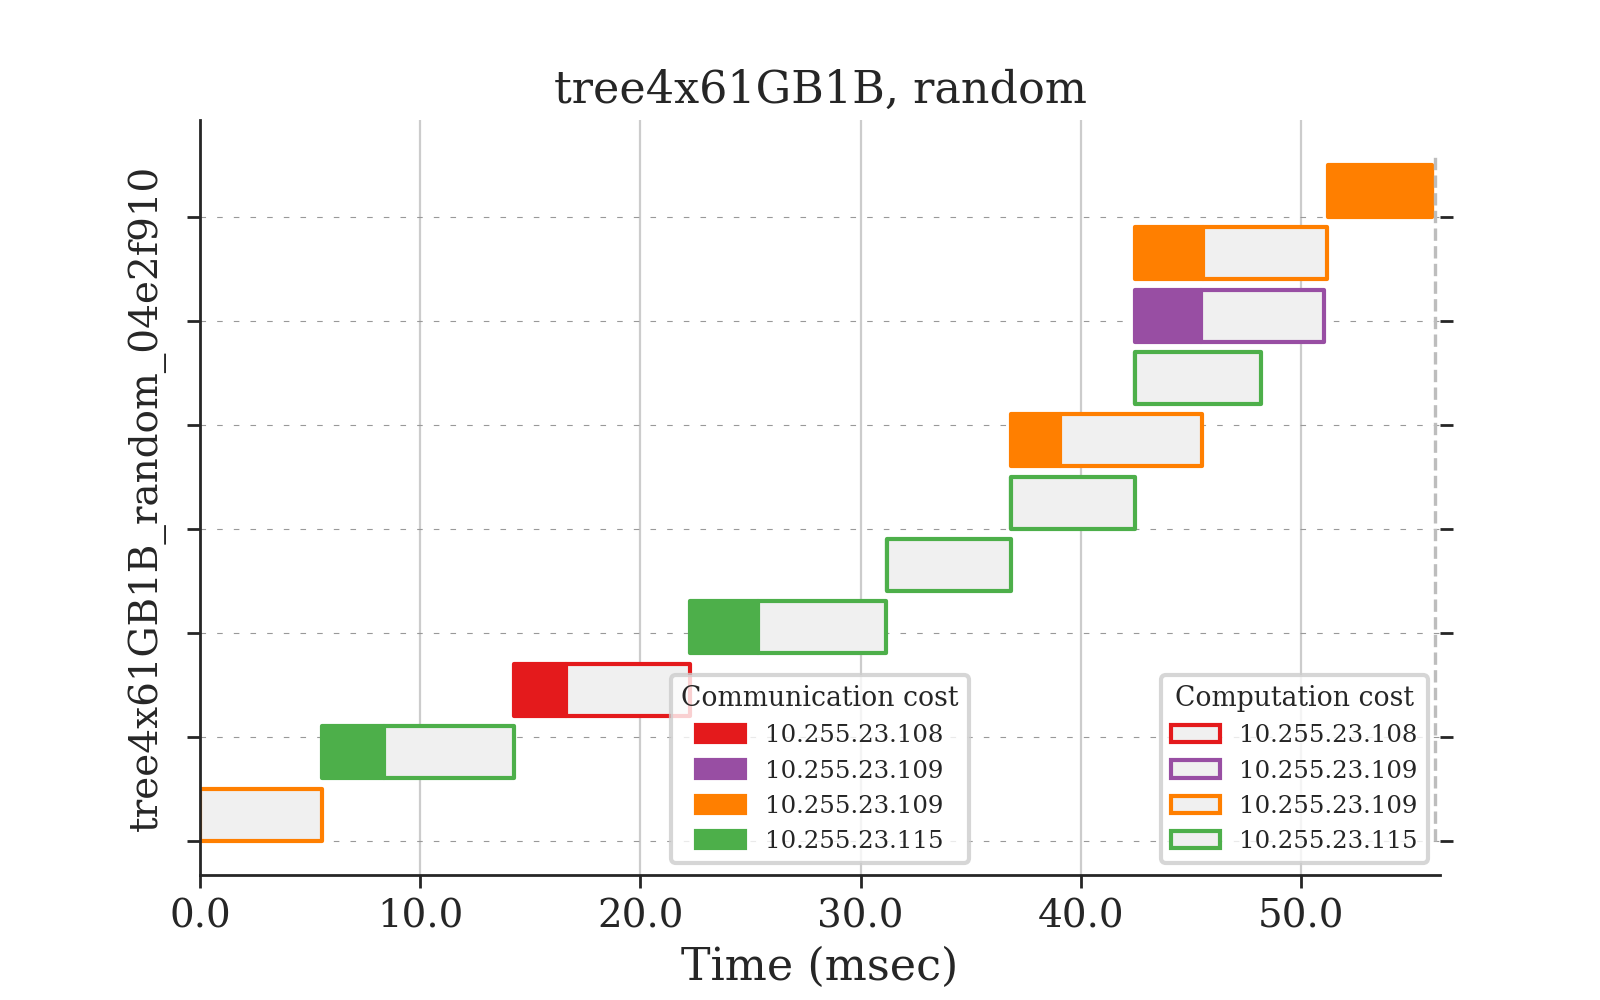 tree4x61GB1B, random
tree4x61GB1B_random_04e2f910
Communication cost
10.255.23.108
10.255.23.109
10.255.23.109
10.255.23.115
Computation cost
10.255.23.108
10.255.23.109
10.255.23.109
10.255.23.115
0.0 10.0 20.0 30.0 40.0 50.0
Time (msec)